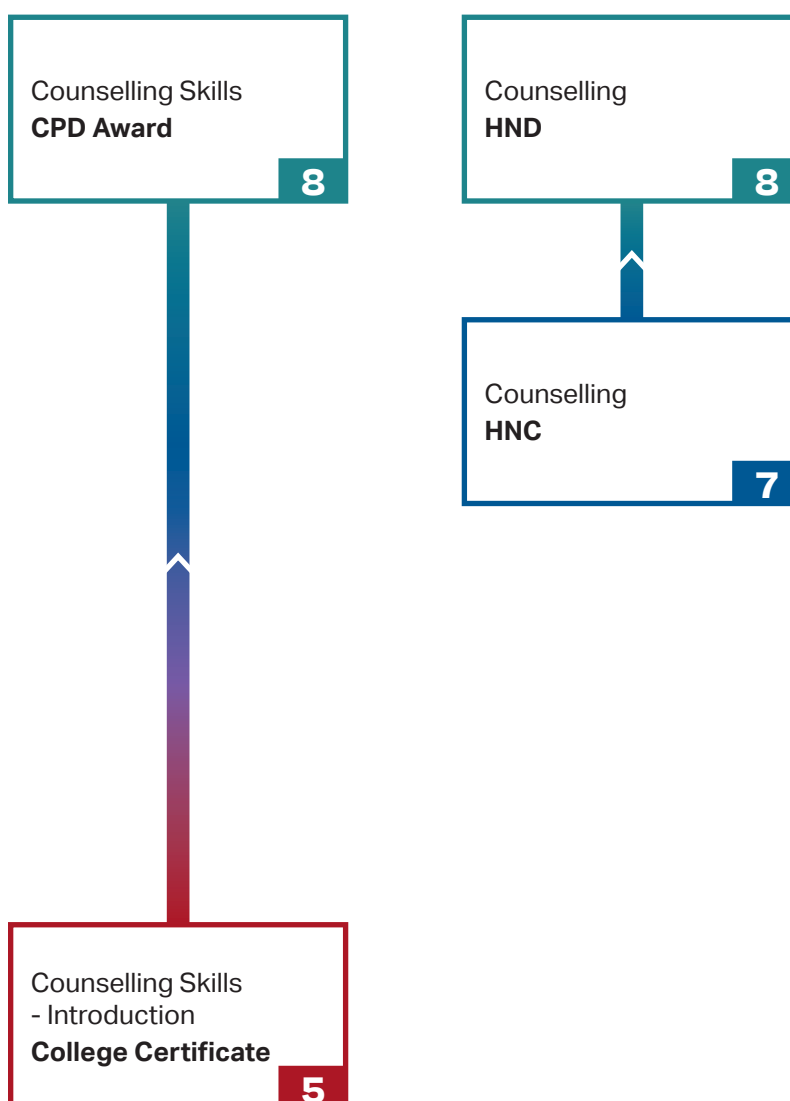 Counselling Skills
CPD Award
8
Counselling
HND
8
Counselling
HNC
7
Counselling Skills
- Introduction
College Certificate
5